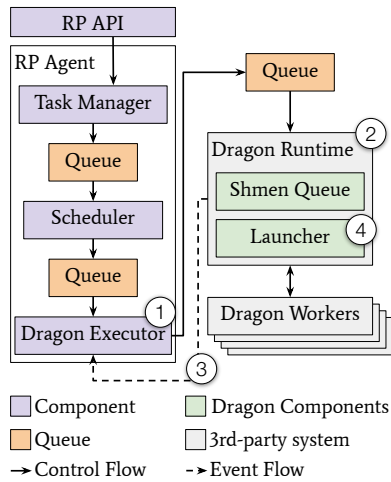 RP API
RP Agent
Task Manager
Queue
Scheduler
Queue
Dragon Executor
1
Queue
2
Dragon Runtime
Shmen Queue
4
Launcher
Dragon Workers
3
Component
Dragon Components
Queue
3rd-party system
Control Flow
Event Flow